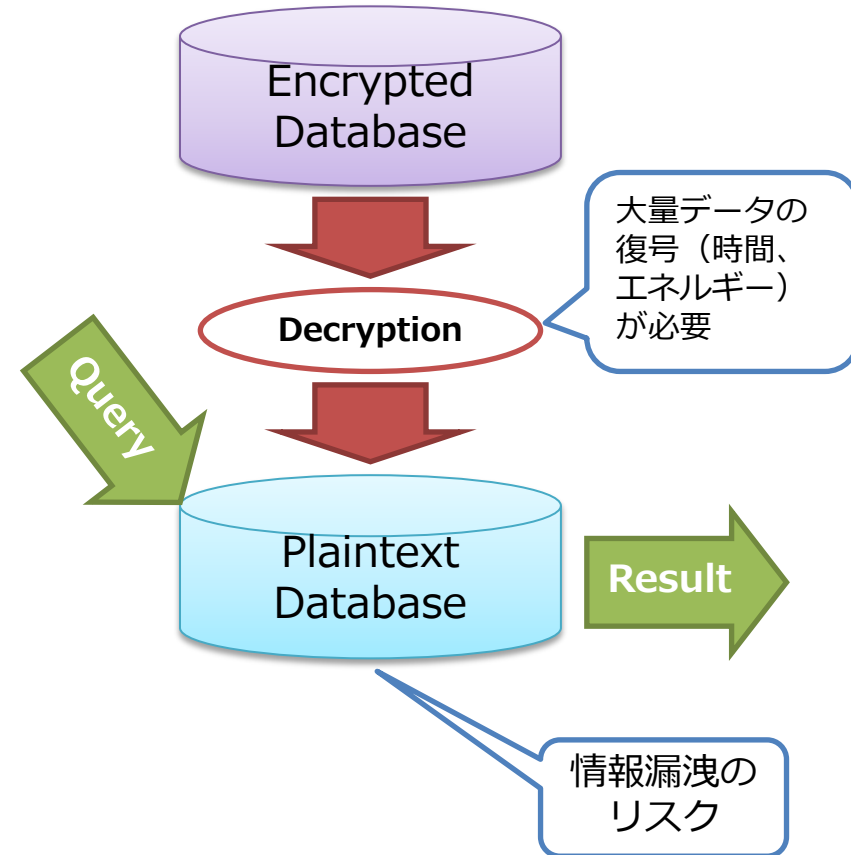 Encrypted
Database
大量データの
復号（時間、
エネルギー）
が必要
Decryption
Query
Plaintext
Database
Result
情報漏洩の
リスク